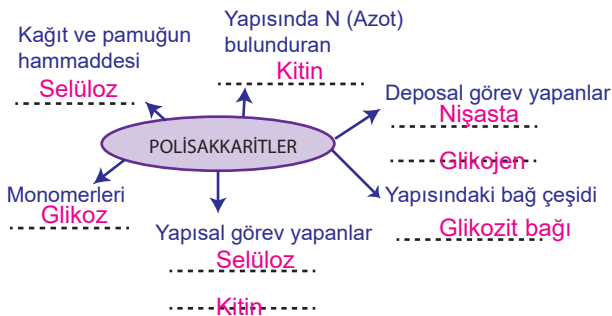 Kağıt ve pamuğun
hammaddesi
Selüloz
Yapısında N (Azot)
bulunduran
Kitin
Deposal görev yapanlar
Nişasta
Glikojen
POLİSAKKARİTLER
Monomerleri
Glikoz
Yapısal görev yapanlar
Selüloz
Kitin
Yapısındaki bağ çeşidi
Glikozit bağı